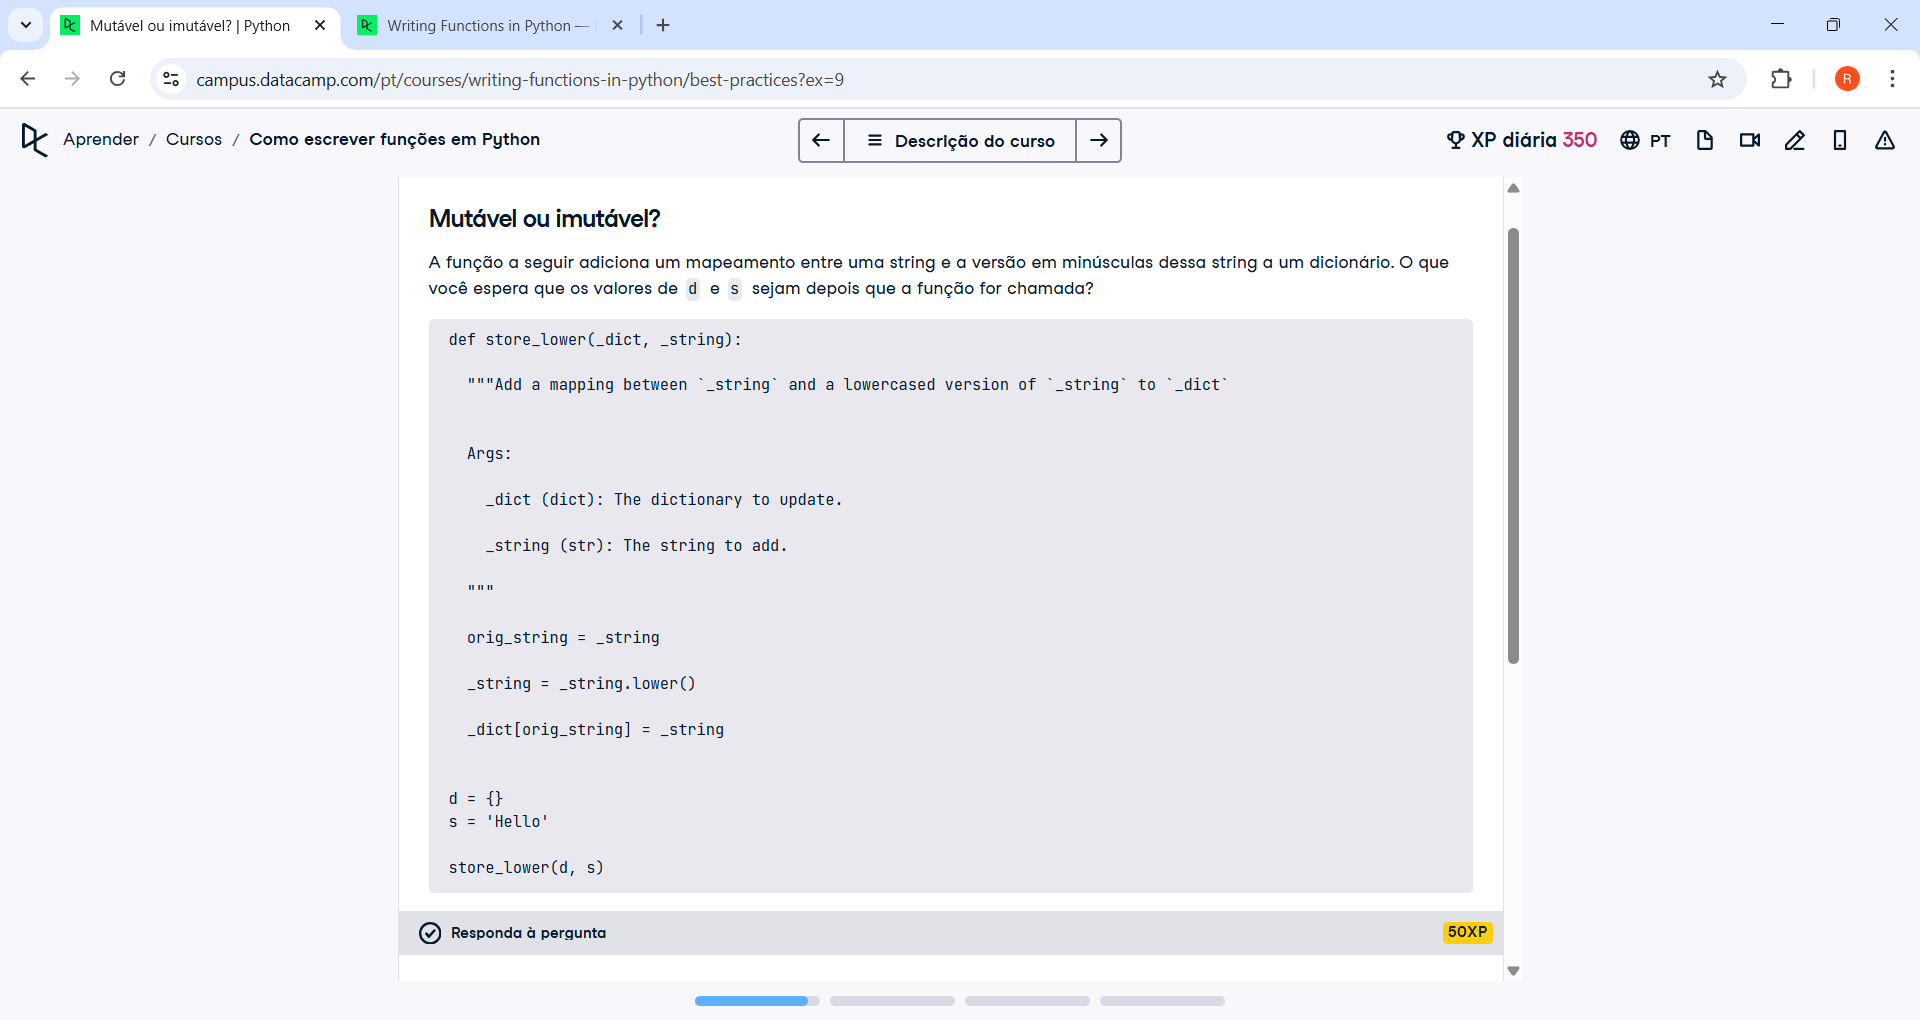 Mutável ou imutável? | Python
Writing Functions in Python —
campus.datacamp.com/pt/courses/writing-functions-in-python/best-practices?ex=9
R
Aprender / Cursos / Como escrever funções em Python
Descrição do curso
XP diária 350
PT
Mutável ou imutável?
A função a seguir adiciona um mapeamento entre uma string e a versão em minúsculas dessa string a um dicionário. O que
você espera que os valores de d e s sejam depois que a função for chamada?
def store_lower(_dict, _string):
"""Add a mapping between `_string` and a lowercased version of `_string` to `_dict`
Args:
_dict (dict): The dictionary to update.
_string (str): The string to add.
"""
orig_string = _string
_string = _string.lower()
_dict[orig_string] = _string
d = {}
s = 'Hello'
store_lower(d, s)
Responda à pergunta
50XP